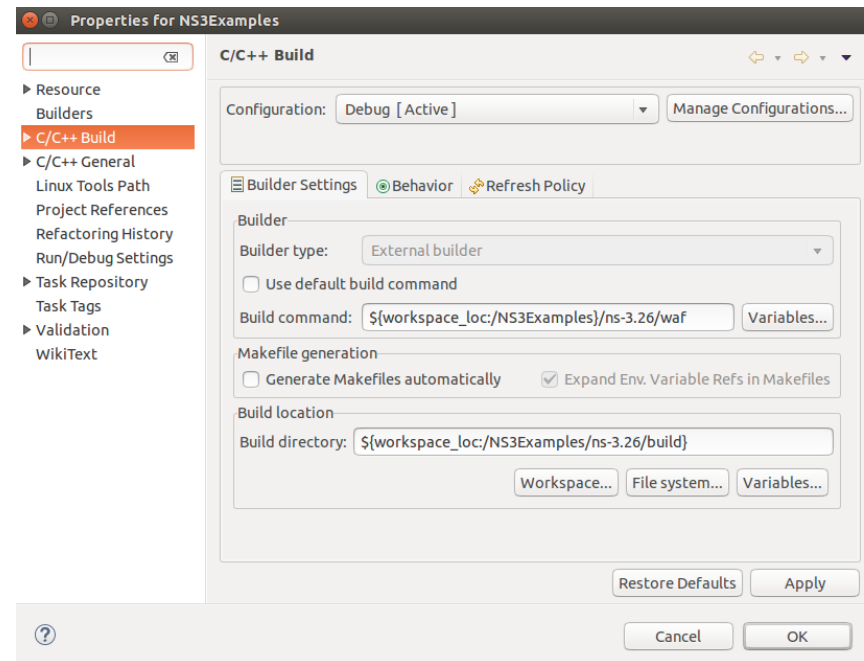 Properties for NS3Examples
C/C++ Build
Resource
Builders
C/C++ Build
C/C++ General
Linux Tools Path
Project References
Refactoring History
Run/Debug Settings
Task Repository
Task Tags
Validation
WikiText
Configuration: Debug [ Active ] Manage Configurations...
Builder Settings Behavior Refresh Policy
Builder
Builder type: External builder
Use default build command
Build command: ${workspace_loc:/NS3Examples}/ns-3.26/waf Variables...
Makefile generation
Generate Makefiles automatically Expand Env. Variable Refs in Makefiles
Build location
Build directory: ${workspace_loc:/NS3Examples/ns-3.26/build}
Workspace... File system... Variables...
Restore Defaults Apply
Cancel OK